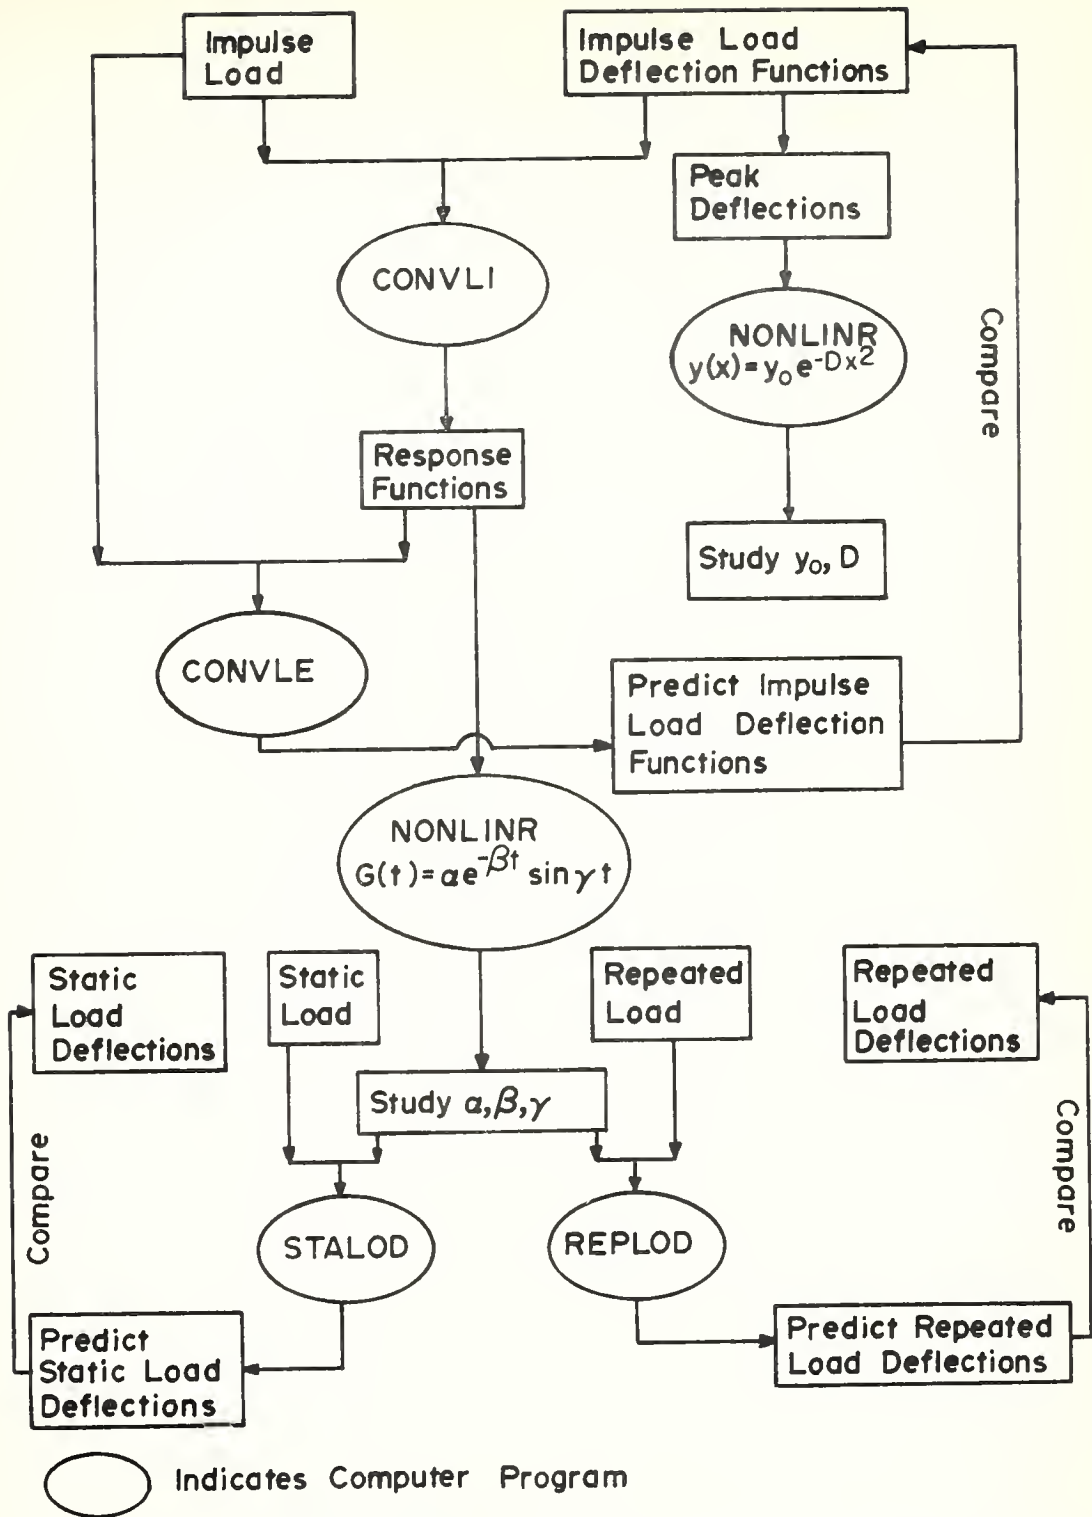 Impulse
Load
Impulse Load
Deflection Functions
Peak
Deflections
CONVLI
NONLINR
y(x)=y₀e^-Dx²
Compare
Response
Functions
Study y₀, D
CONVLE
Predict Impulse
Load Deflection
Functions
NONLINR
G(t)=αe^-βt sinγt
Static
Load
Deflections
Static
Load
Repeated
Load
Repeated
Load
Deflections
Study α,β,γ
Compare
Compare
STALOD
REPLOD
Predict
Static Load
Deflections
Predict Repeated
Load Deflections
Indicates Computer Program